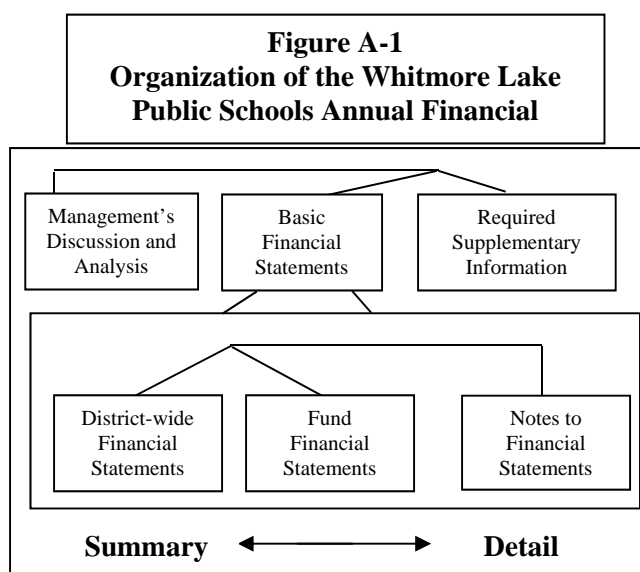 Figure A-1
Organization of the Whitmore Lake
Public Schools Annual Financial
Management’s
Discussion and
Analysis
Basic
Financial
Statements
Required
Supplementary
Information
District-wide
Financial
Statements
Fund
Financial
Statements
Notes to
Financial
Statements
Summary
Detail